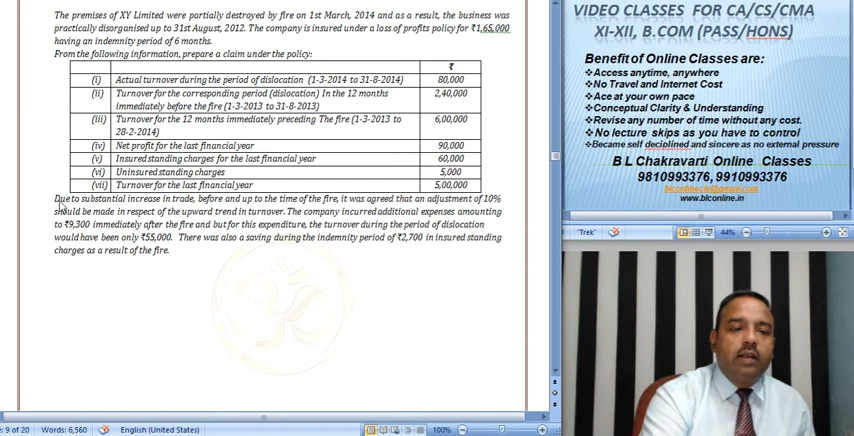 The premises of XY Limited were partially destroyed by fire on 1st March, 2014 and as a result, the business was
practically disorganised up to 31st August, 2012. The company is insured under a loss of profits policy for ₹1,65,000
having an indemnity period of 6 months.
From the following information, prepare a claim under the policy:
₹
(i) Actual turnover during the period of dislocation (1-3-2014 to 31-8-2014) 80,000
(ii) Turnover for the corresponding period (dislocation) In the 12 months 2,40,000
immediately before the fire (1-3-2013 to 31-8-2013)
(iii) Turnover for the 12 months immediately preceding The fire (1-3-2013 to 6,00,000
28-2-2014)
(iv) Net profit for the last financial year 90,000
(v) Insured standing charges for the last financial year 60,000
(vi) Uninsured standing charges 5,000
(vii) Turnover for the last financial year 5,00,000
Due to substantial increase in trade, before and up to the time of the fire, it was agreed that an adjustment of 10%
should be made in respect of the upward trend in turnover. The company incurred additional expenses amounting
to ₹9,300 immediately after the fire and but for this expenditure, the turnover during the period of dislocation
would have been only ₹55,000. There was also a saving during the indemnity period of ₹2,700 in insured standing
charges as a result of the fire.
: 9 of 20 Words: 6,560 English (United States) 100%
VIDEO CLASSES FOR CA/CS/CMA
XI-XII, B.COM (PASS/HONS)
Benefit of Online Classes are:
Access anytime, anywhere
No Travel and Internet Cost
Ace at your own pace
Conceptual Clarity & Understanding
Revise any number of time without any cost.
No lecture skips as you have to control
Became self deciplined and sincere as no external pressure
B L Chakravarti Online Classes
9810993376, 9910993376
www.blconline.in
"Trek" 44%